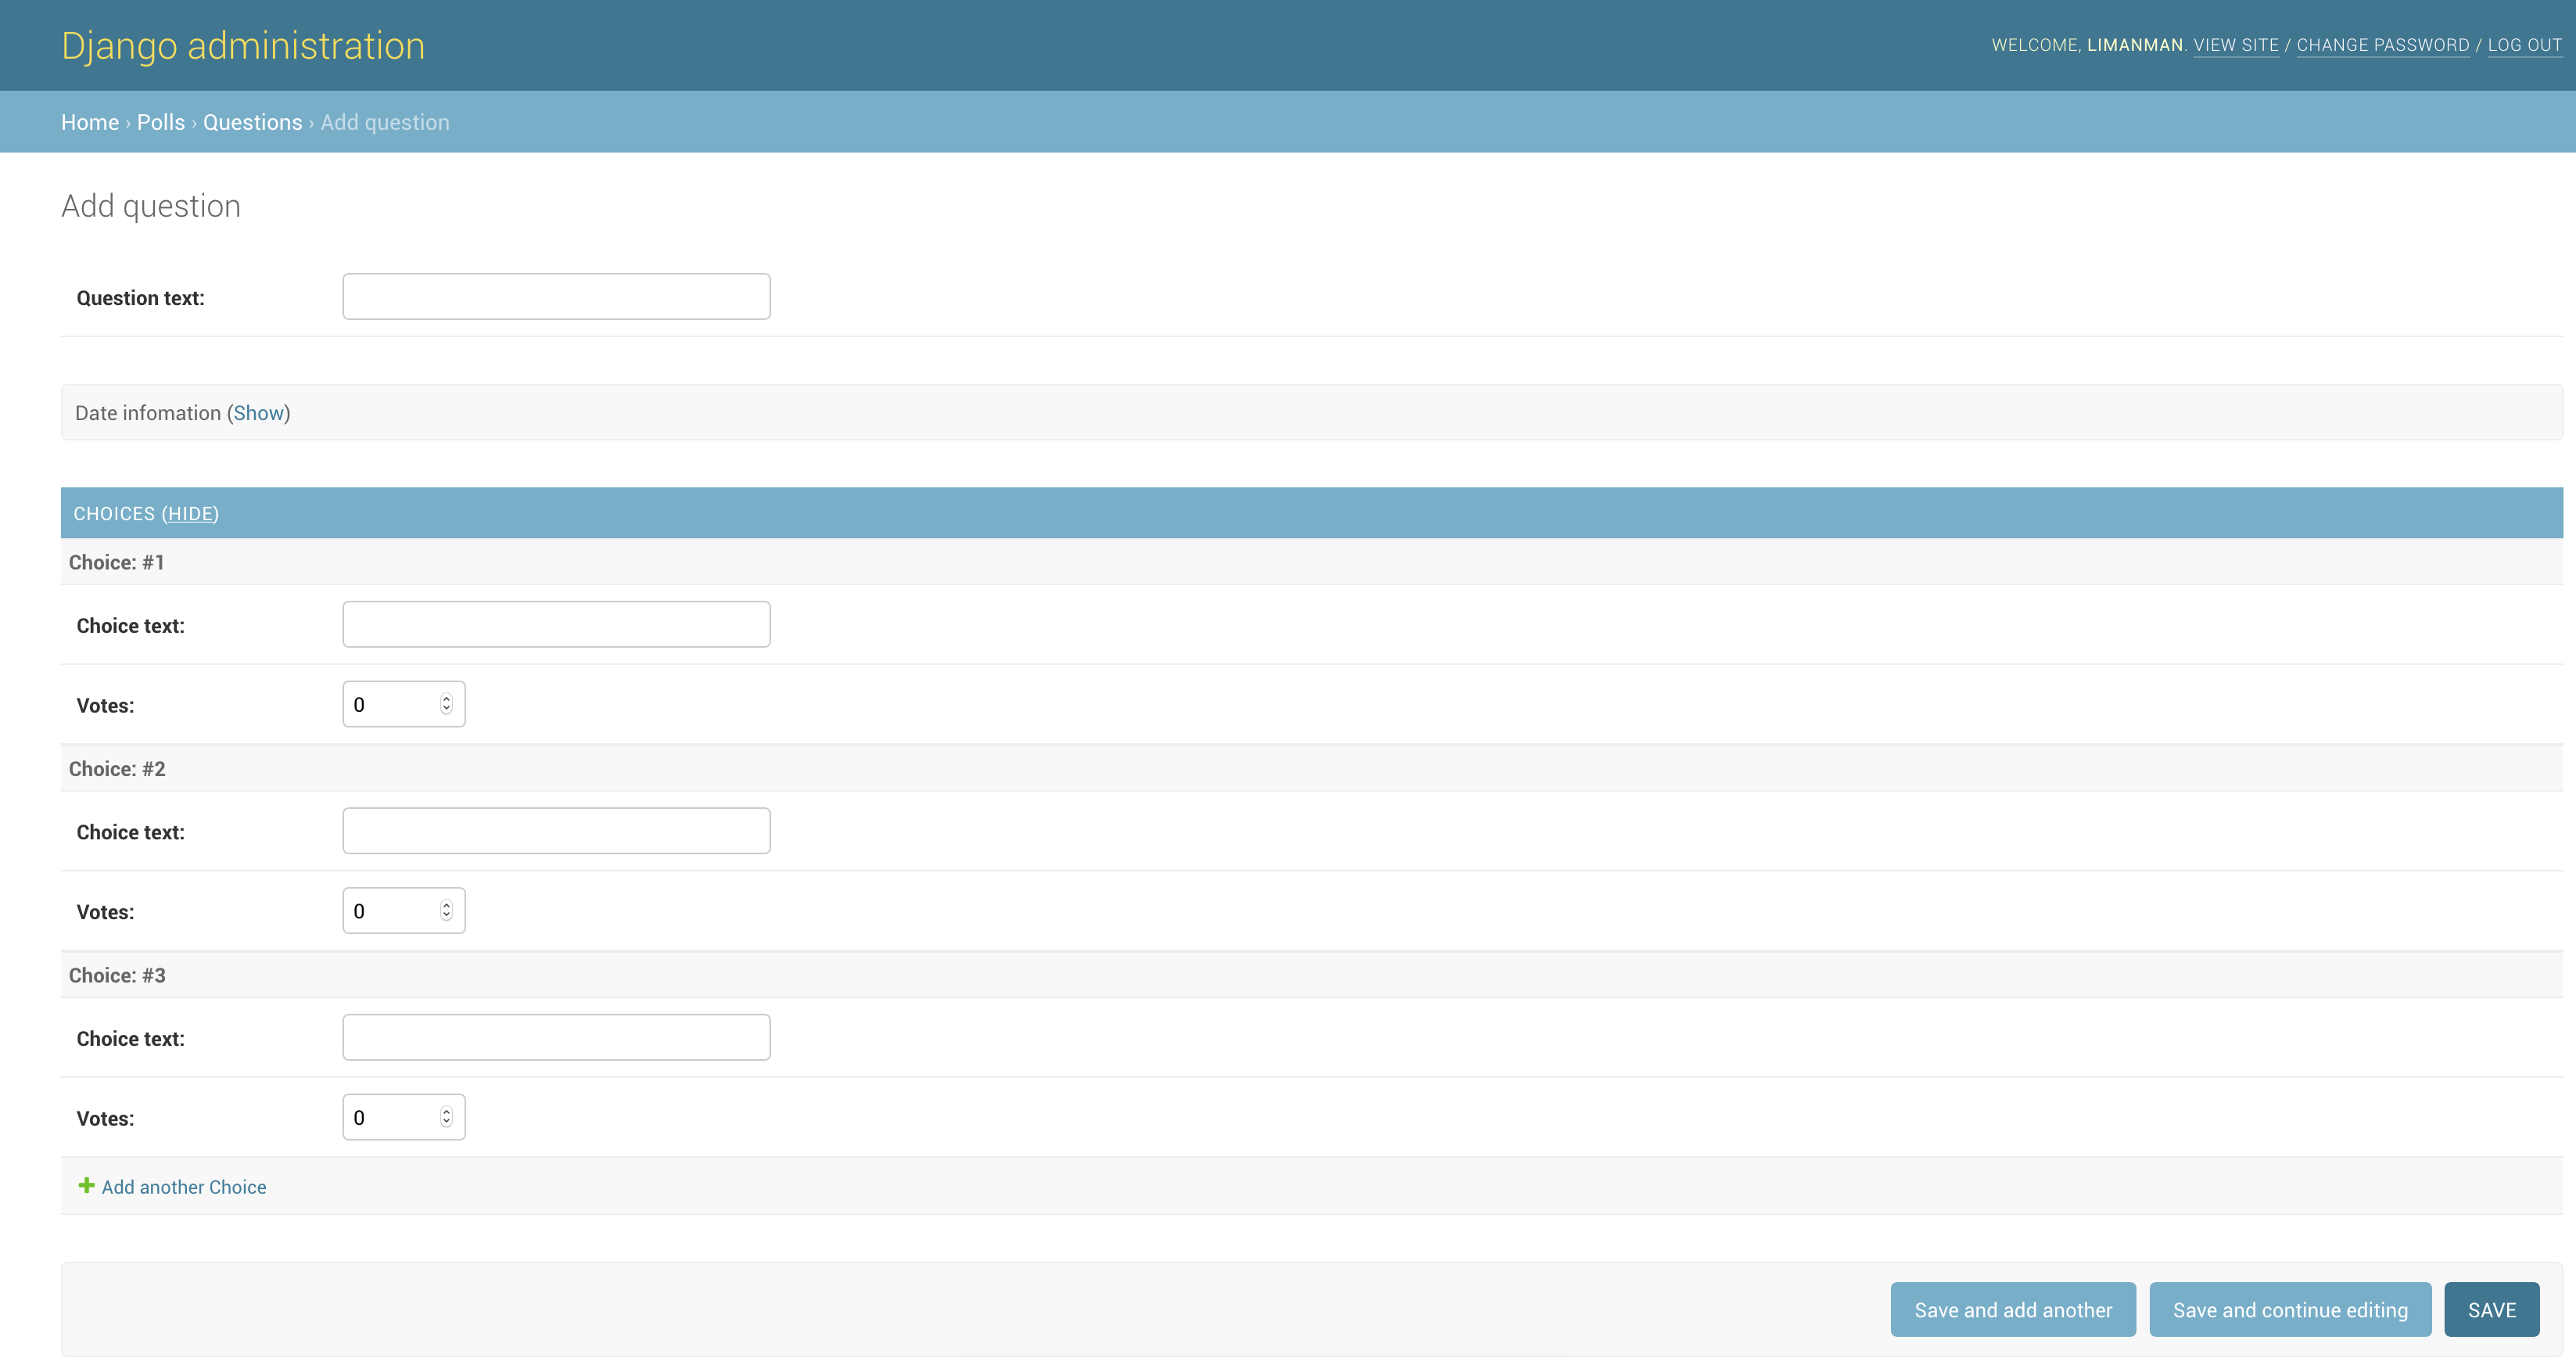 Django administration
WELCOME, LIMANMAN. VIEW SITE / CHANGE PASSWORD / LOG OUT
Home › Polls › Questions › Add question
Add question
Question text:
Date infomation (Show)
CHOICES (HIDE)
Choice: #1
Choice text:
Votes: 0
Choice: #2
Choice text:
Votes: 0
Choice: #3
Choice text:
Votes: 0
Add another Choice
Save and add another Save and continue editing SAVE